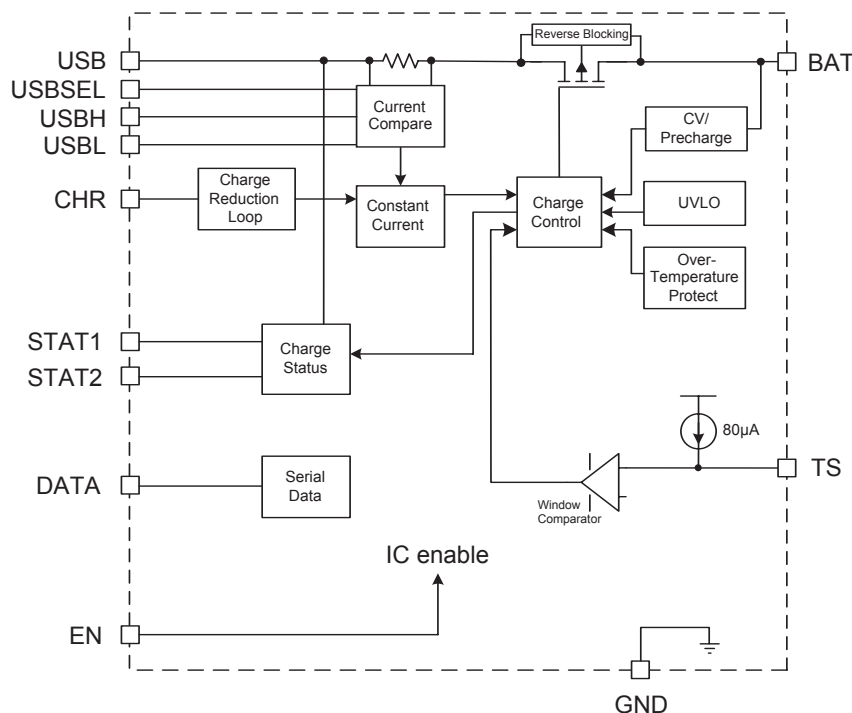 Reverse Blocking
USB
BAT
USBSEL
USBH
USBL
Current
Compare
CV/
Precharge
CHR
Charge
Reduction
Loop
Constant
Current
Charge
Control
UVLO
Over-
Temperature
Protect
STAT1
STAT2
Charge
Status
80µA
TS
DATA
Serial
Data
Window
Comparator
IC enable
EN
GND